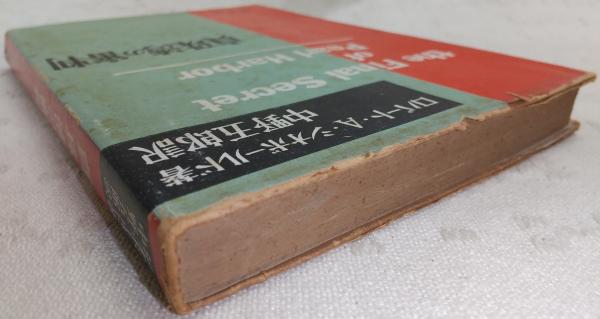 the Final Secret
of
Pearl Harbor
真珠湾の審判
ロバート・A・シオボールド著
中野五郎訳